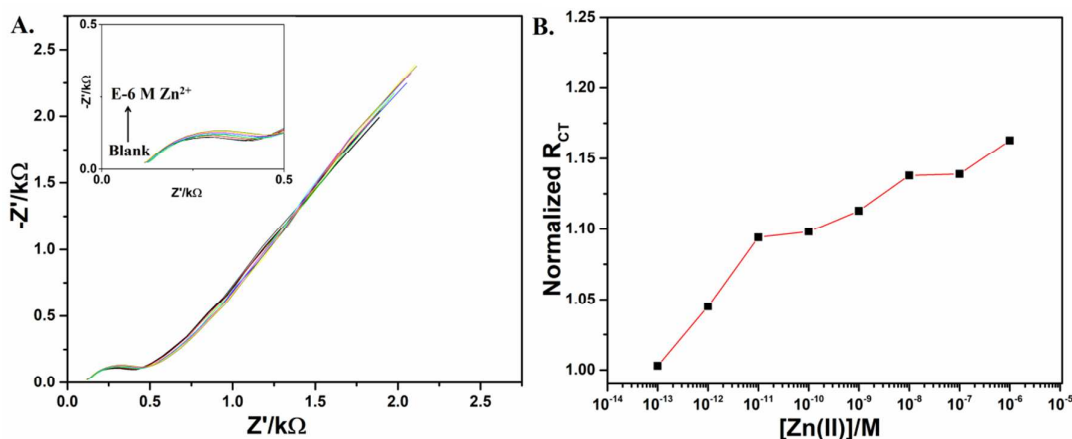 A.
2.5
2.0
1.5
1.0
0.5
0.0
-Z'/kΩ
0.0 0.5 1.0 1.5 2.0 2.5
Z'/kΩ
0.5
0.0
-Z'/kΩ
E-6 M Zn²⁺
Blank
0.0 0.5
Z'/kΩ
B.
1.25
1.20
1.15
1.10
1.05
1.00
Normalized R_CT
10⁻¹⁴ 10⁻¹³ 10⁻¹² 10⁻¹¹ 10⁻¹⁰ 10⁻⁹ 10⁻⁸ 10⁻⁷ 10⁻⁶ 10⁻⁵
[Zn(II)]/M